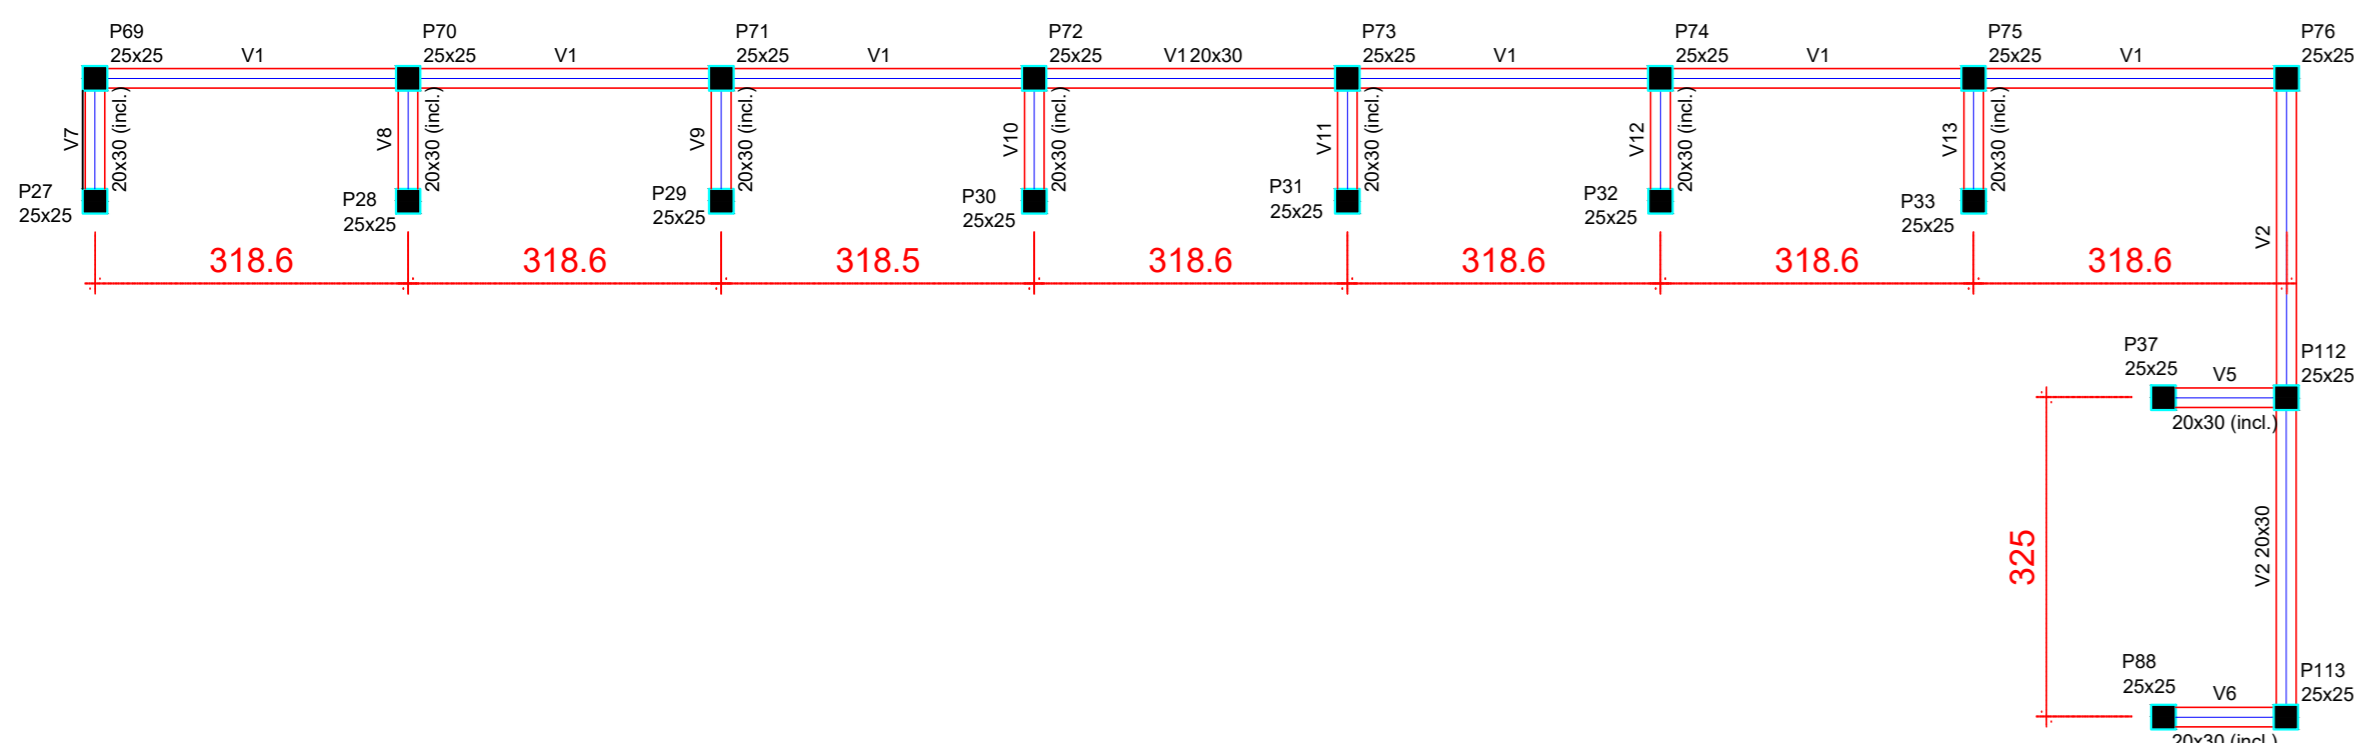 P69
25x25
V1
P70
25x25
V1
P71
25x25
V1
P72
25x25
V1 20x30
P73
25x25
V1
P74
25x25
V1
P75
25x25
V1
P76
25x25
V7
20x30 (incl.)
V8
20x30 (incl.)
V9
20x30 (incl.)
V10
20x30 (incl.)
V11
20x30 (incl.)
V12
20x30 (incl.)
V13
20x30 (incl.)
P27
25x25
P28
25x25
P29
25x25
P30
25x25
P31
25x25
P32
25x25
P33
25x25
V2
318.6
318.6
318.5
318.6
318.6
318.6
318.6
P37
25x25
V5
20x30 (incl.)
P112
25x25
325
V2 20x30
P88
25x25
V6
20x30 (incl.)
P113
25x25